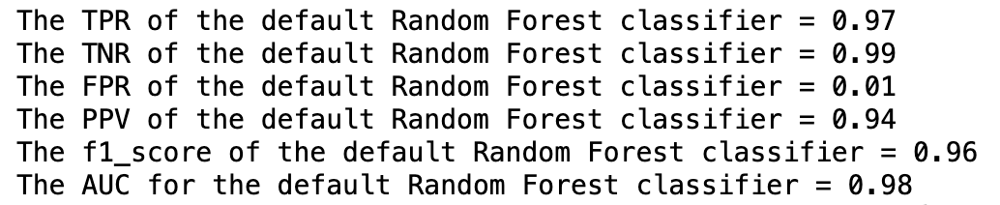 The TPR of the default Random Forest classifier = 0.97
The TNR of the default Random Forest classifier = 0.99
The FPR of the default Random Forest classifier = 0.01
The PPV of the default Random Forest classifier = 0.94
The f1_score of the default Random Forest classifier = 0.96
The AUC for the default Random Forest classifier = 0.98